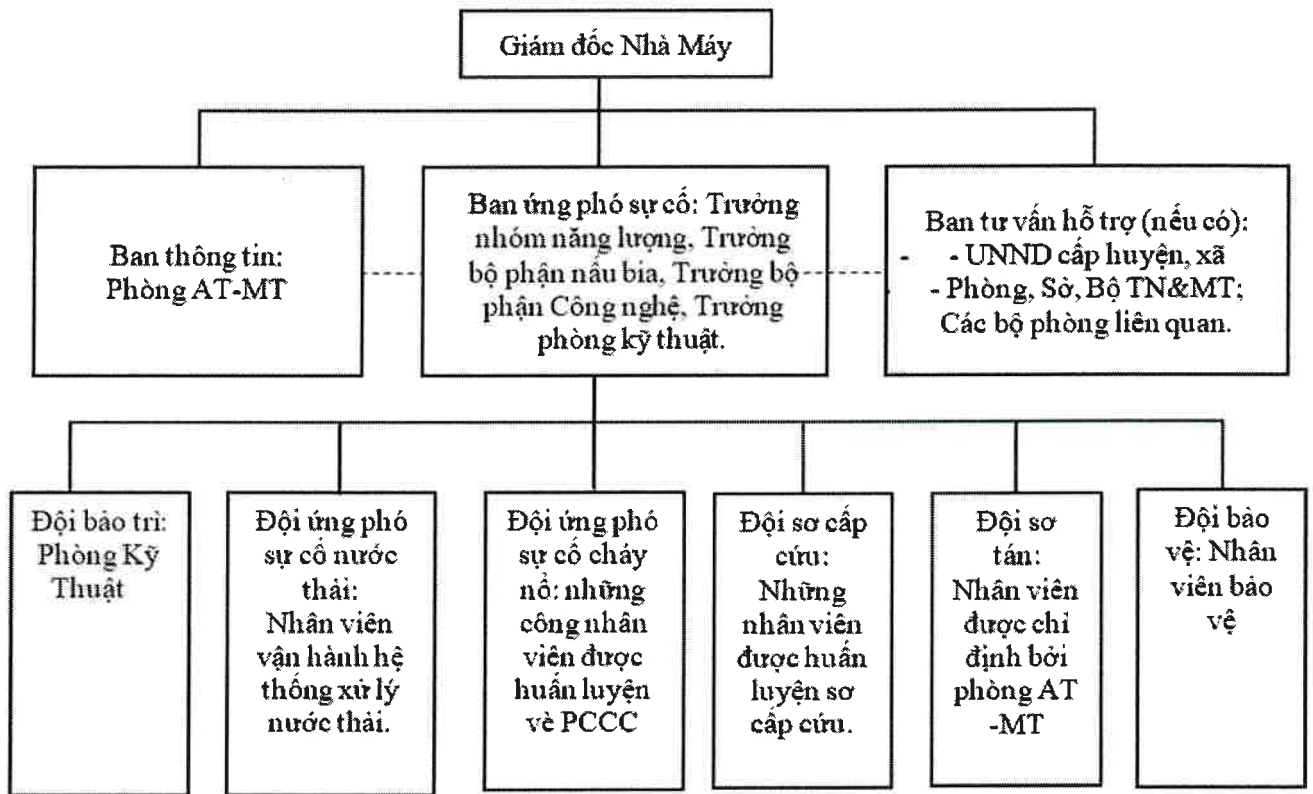 Giám đốc Nhà Máy
Ban thông tin:
Phòng AT-MT
Ban ứng phó sự cố: Trưởng
nhóm năng lượng, Trưởng
bộ phận nấu bia, Trưởng bộ
phận Công nghệ, Trưởng
phòng kỹ thuật.
Ban tư vấn hỗ trợ (nếu có):
- - UNND cấp huyện, xã
- Phòng, Sở, Bộ TN&MT;
Các bộ phòng liên quan.
Đội bảo trì:
Phòng Kỹ
Thuật
Đội ứng phó
sự cố nước
thải:
Nhân viên
vận hành hệ
thống xử lý
nước thải.
Đội ứng phó
sự cố cháy
nổ: những
công nhân
viên được
huấn luyện
về PCCC
Đội sơ cấp
cứu:
Những
nhân viên
được huấn
luyện sơ
cấp cứu.
Đội sơ
tán:
Nhân viên
được chỉ
định bởi
phòng AT
-MT
Đội bảo
vệ: Nhân
viên bảo
vệ